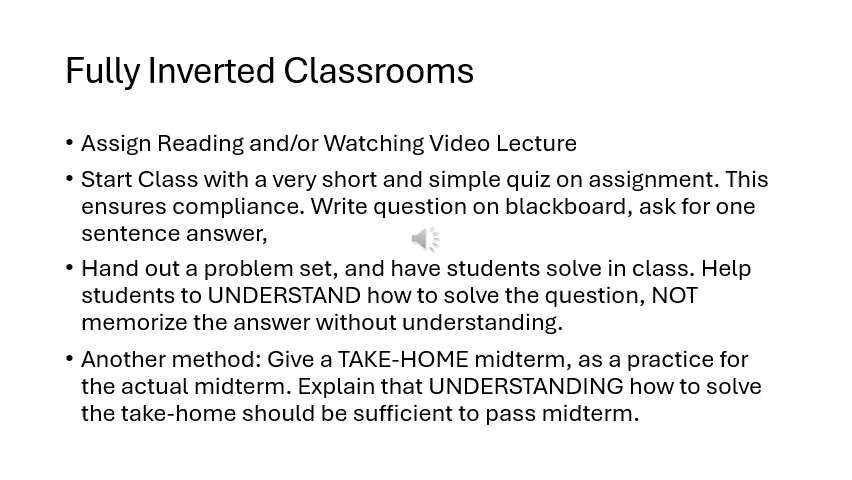 Fully Inverted Classrooms
• Assign Reading and/or Watching Video Lecture
• Start Class with a very short and simple quiz on assignment. This
ensures compliance. Write question on blackboard, ask for one
sentence answer,
• Hand out a problem set, and have students solve in class. Help
students to UNDERSTAND how to solve the question, NOT
memorize the answer without understanding.
• Another method: Give a TAKE-HOME midterm, as a practice for
the actual midterm. Explain that UNDERSTANDING how to solve
the take-home should be sufficient to pass midterm.